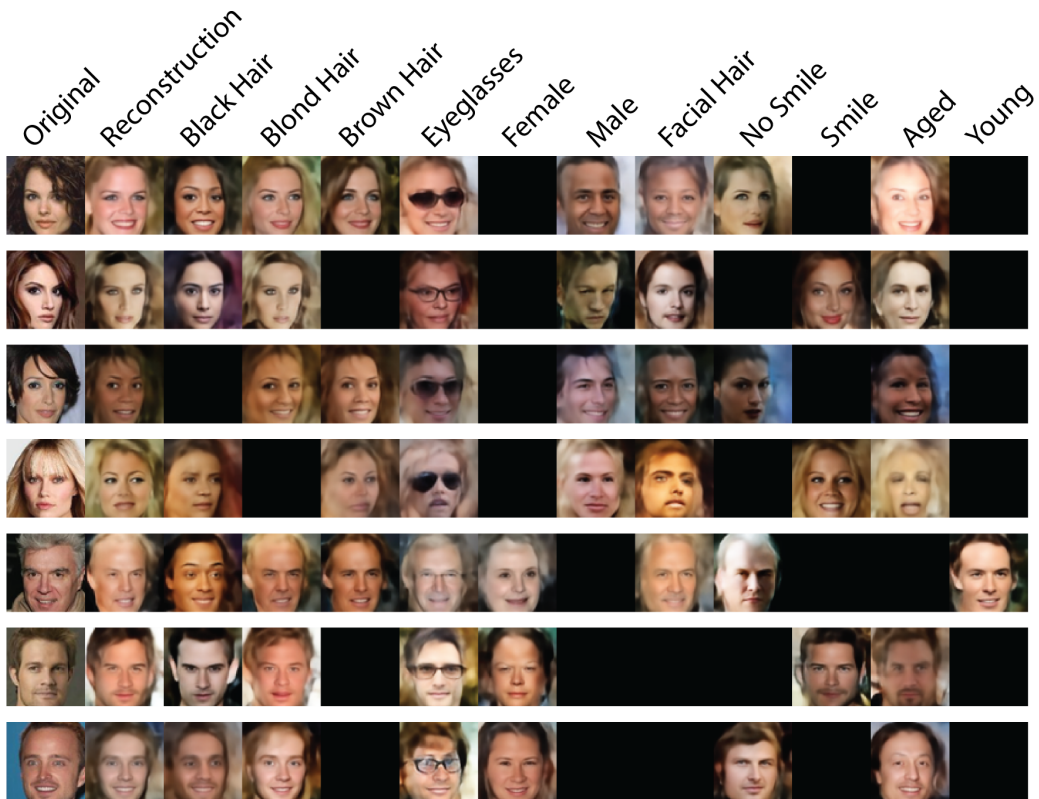 Original
Reconstruction
Black Hair
Blond Hair
Brown Hair
Eyeglasses
Female
Male
Facial Hair
No Smile
Smile
Aged
Young